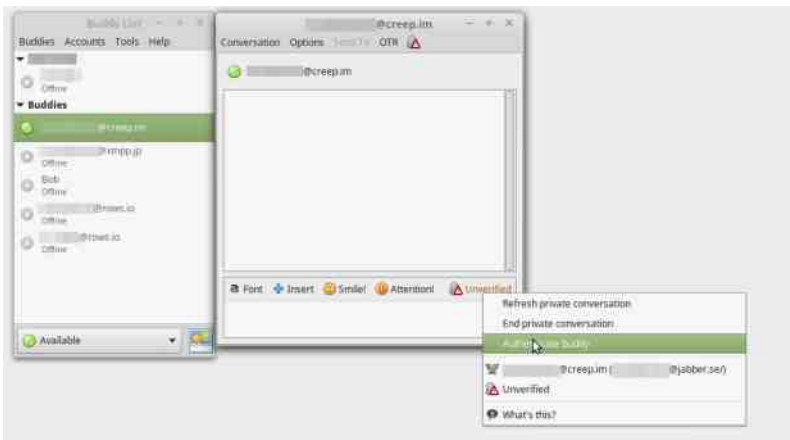 Buddy List
Buddies Accounts Tools Help
Offline
Buddies
@creep.im
@xmpp.jp
Offline
Bob
Offline
@rows.io
Offline
@rows.io
Offline
Available
@creep.im
Conversation Options Send To OTR
@creep.im
Font Insert Smile! Attention! Unverified
Refresh private conversation
End private conversation
Authenticate buddy
@creep.im ( @jabber.se/)
Unverified
What's this?